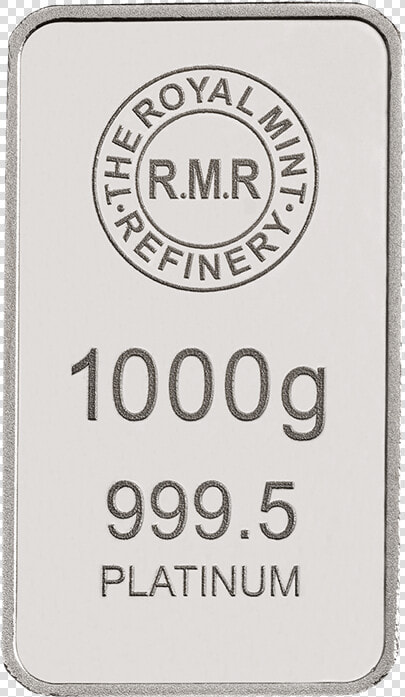 THE ROYAL MINT
· REFINERY ·
R.M.R
1000g
999.5
PLATINUM